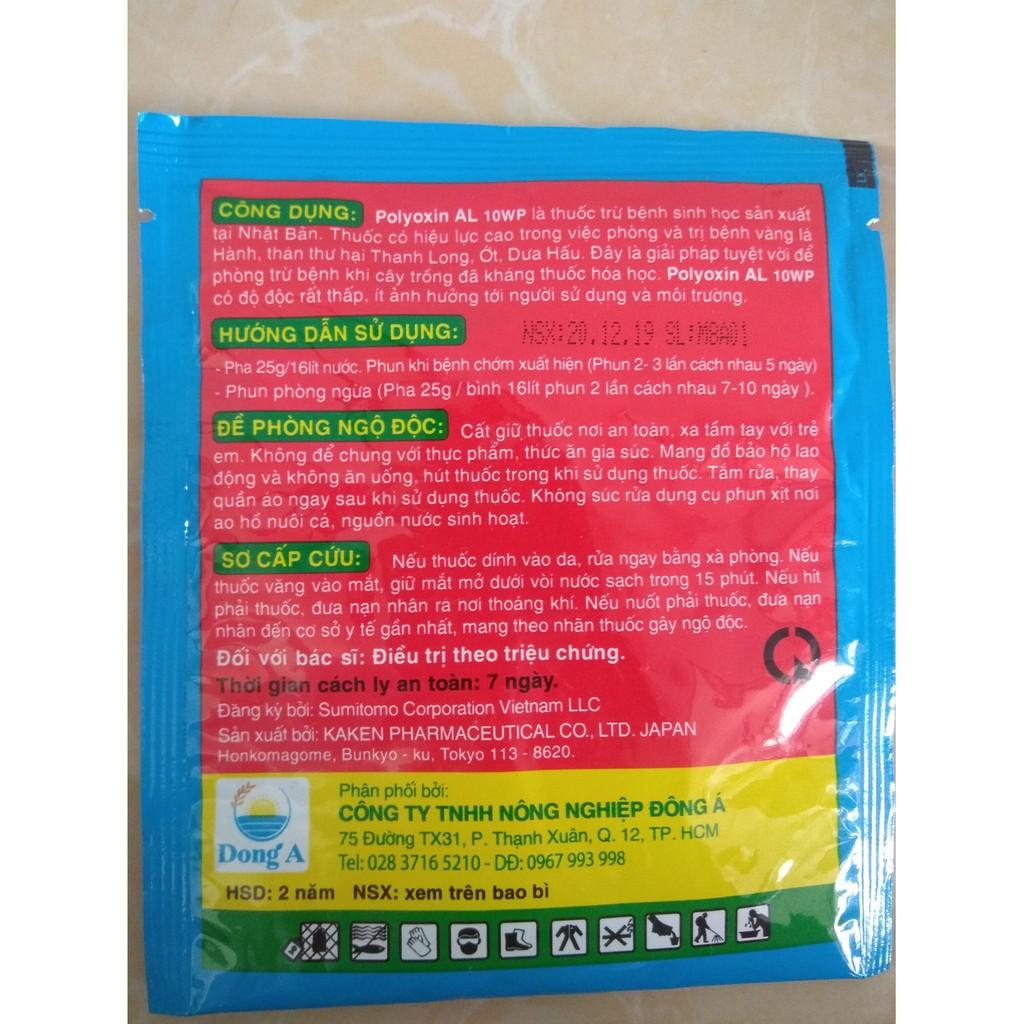 CÔNG DỤNG: Polyoxin AL 10WP là thuốc trừ bệnh sinh học sản xuất
tại Nhật Bản. Thuốc có hiệu lực cao trong việc phòng và trị bệnh vàng lá
Hành, thán thư hại Thanh Long, Ớt, Dưa Hấu. Đây là giải pháp tuyệt vời để
phòng trừ bệnh khi cây trồng đã kháng thuốc hóa học. Polyoxin AL 10WP
có độ độc rất thấp, ít ảnh hưởng tới người sử dụng và môi trường.
HƯỚNG DẪN SỬ DỤNG:
NSX:20.12.19 SL:M8A01
- Pha 25g/16lít nước. Phun khi bệnh chớm xuất hiện (Phun 2- 3 lần cách nhau 5 ngày)
- Phun phòng ngừa (Pha 25g / bình 16lít phun 2 lần cách nhau 7-10 ngày ).
ĐỀ PHÒNG NGỘ ĐỘC: Cất giữ thuốc nơi an toàn, xa tầm tay với trẻ
em. Không để chung với thực phẩm, thức ăn gia súc. Mang đồ bảo hộ lao
động và không ăn uống, hút thuốc trong khi sử dụng thuốc. Tắm rửa, thay
quần áo ngay sau khi sử dụng thuốc. Không súc rửa dụng cụ phun xịt nơi
ao hồ nuôi cá, nguồn nước sinh hoạt.
SƠ CẤP CỨU: Nếu thuốc dính vào da, rửa ngay bằng xà phòng. Nếu
thuốc văng vào mắt, giữ mắt mở dưới vòi nước sạch trong 15 phút. Nếu hít
phải thuốc, đưa nạn nhân ra nơi thoáng khí. Nếu nuốt phải thuốc, đưa nạn
nhân đến cơ sở y tế gần nhất, mang theo nhãn thuốc gây ngộ độc.
Đối với bác sĩ: Điều trị theo triệu chứng.
Thời gian cách ly an toàn: 7 ngày.
Đăng ký bởi: Sumitomo Corporation Vietnam LLC
Sản xuất bởi: KAKEN PHARMACEUTICAL CO., LTD. JAPAN
Honkomagome, Bunkyo - ku, Tokyo 113 - 8620.
Phân phối bởi:
CÔNG TY TNHH NÔNG NGHIỆP ĐÔNG Á
75 Đường TX31, P. Thạnh Xuân, Q. 12, TP. HCM
Tel: 028 3716 5210 - DĐ: 0967 993 998
Dong A
HSD: 2 năm NSX: xem trên bao bì